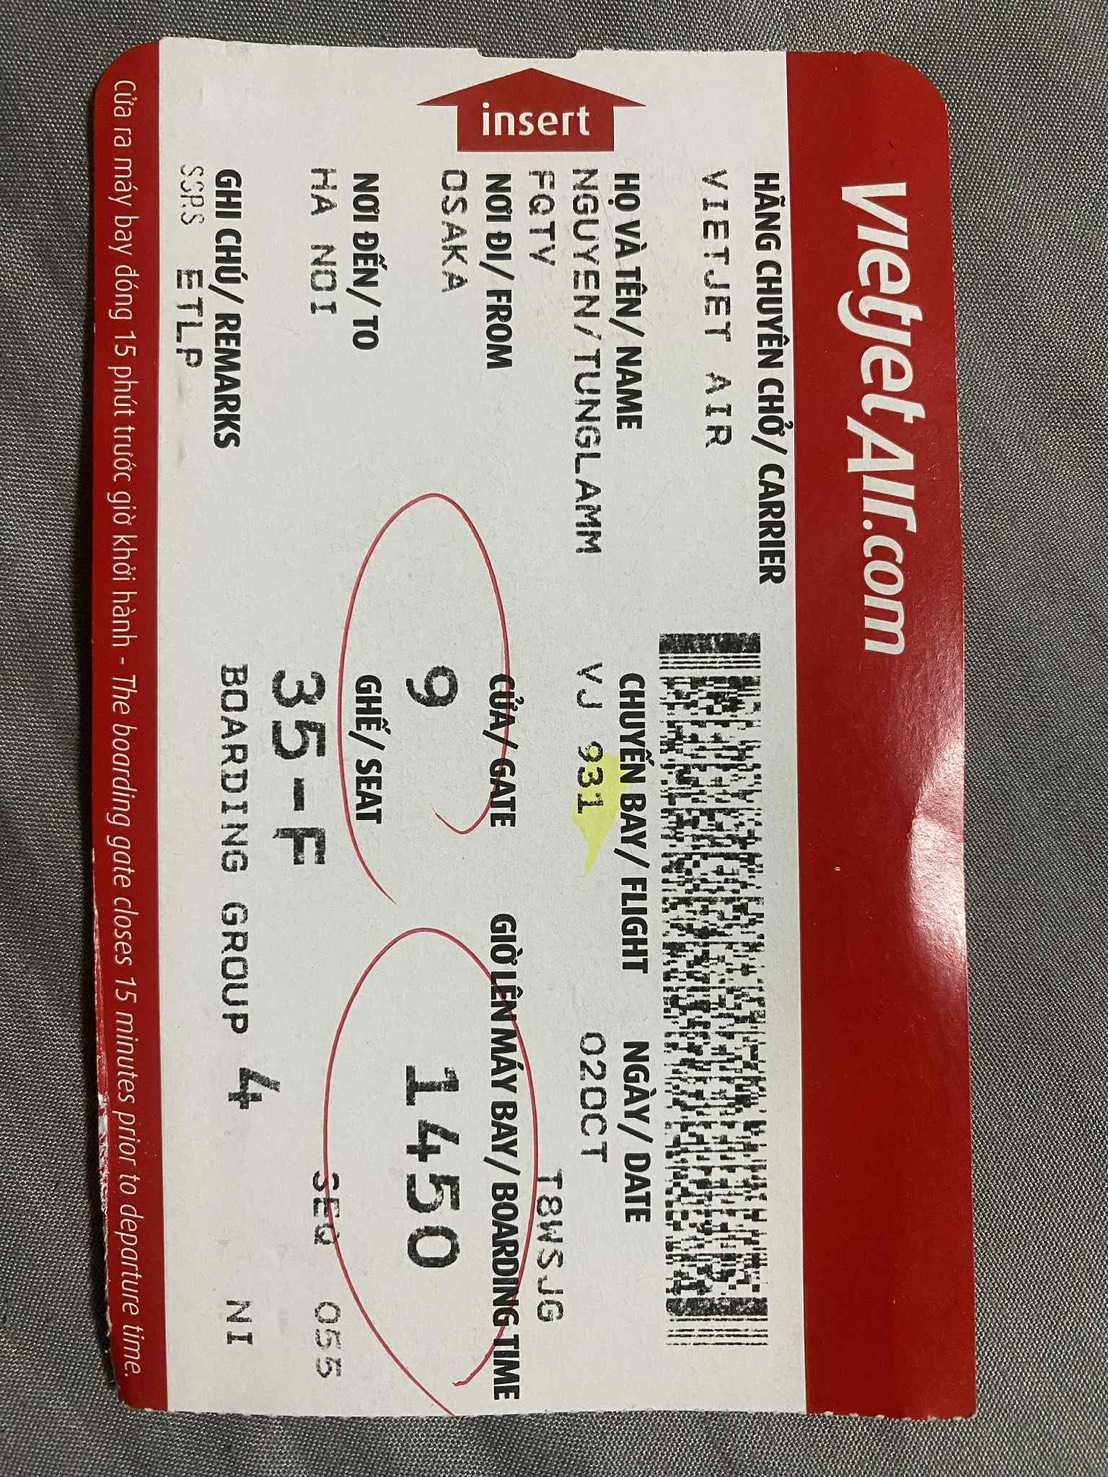 VietjetAir.com
insert
HÃNG CHUYÊN CHỞ/ CARRIER
VIETJET AIR
HỌ VÀ TÊN/ NAME
CHUYẾN BAY/ FLIGHT
NGÀY/ DATE
NGUYEN/TUNGLAMM
VJ 931
02OCT
FQTV
T8WSJG
NƠI ĐI/ FROM
CỬA/ GATE
GIỜ LÊN MÁY BAY/ BOARDING TIME
OSAKA
9
1450
NƠI ĐẾN/ TO
GHẾ/ SEAT
HA NOI
35-F
SEQ 055
GHI CHÚ/ REMARKS
BOARDING GROUP 4
NI
SSRS ETLP
Cửa ra máy bay đóng 15 phút trước giờ khởi hành - The boarding gate closes 15 minutes prior to departure time.